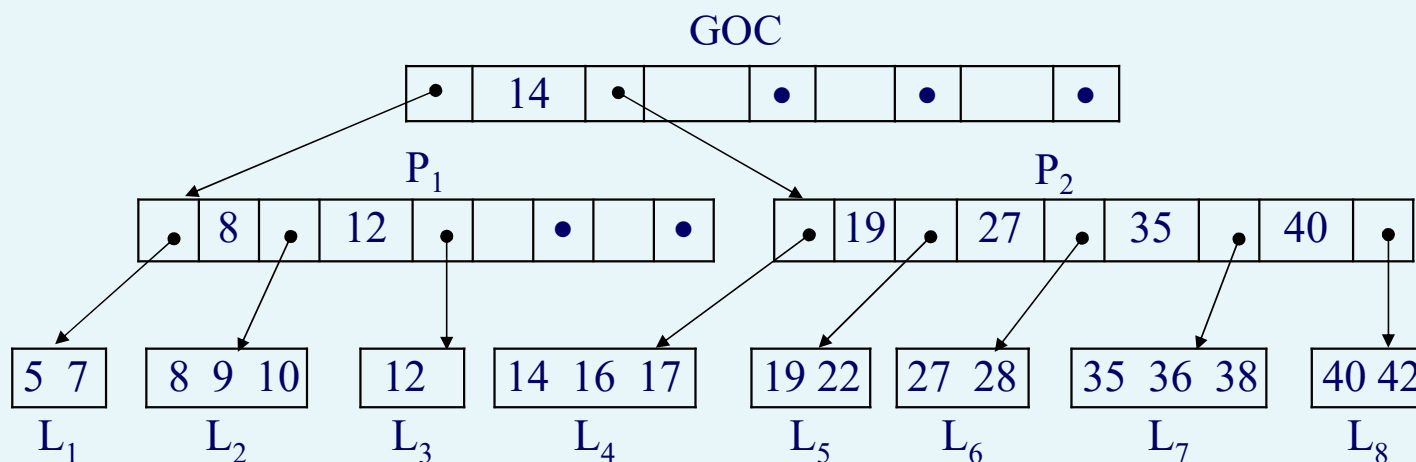 GOC
14
P₁ P₂
8 12 19 27 35 40
5 7 8 9 10 12 14 16 17 19 22 27 28 35 36 38 40 42
L₁ L₂ L₃ L₄ L₅ L₆ L₇ L₈